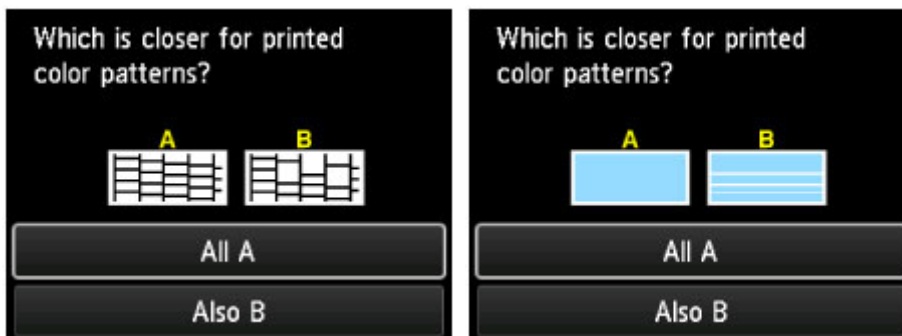 Which is closer for printed
color patterns?
A B
All A
Also B
Which is closer for printed
color patterns?
A B
All A
Also B